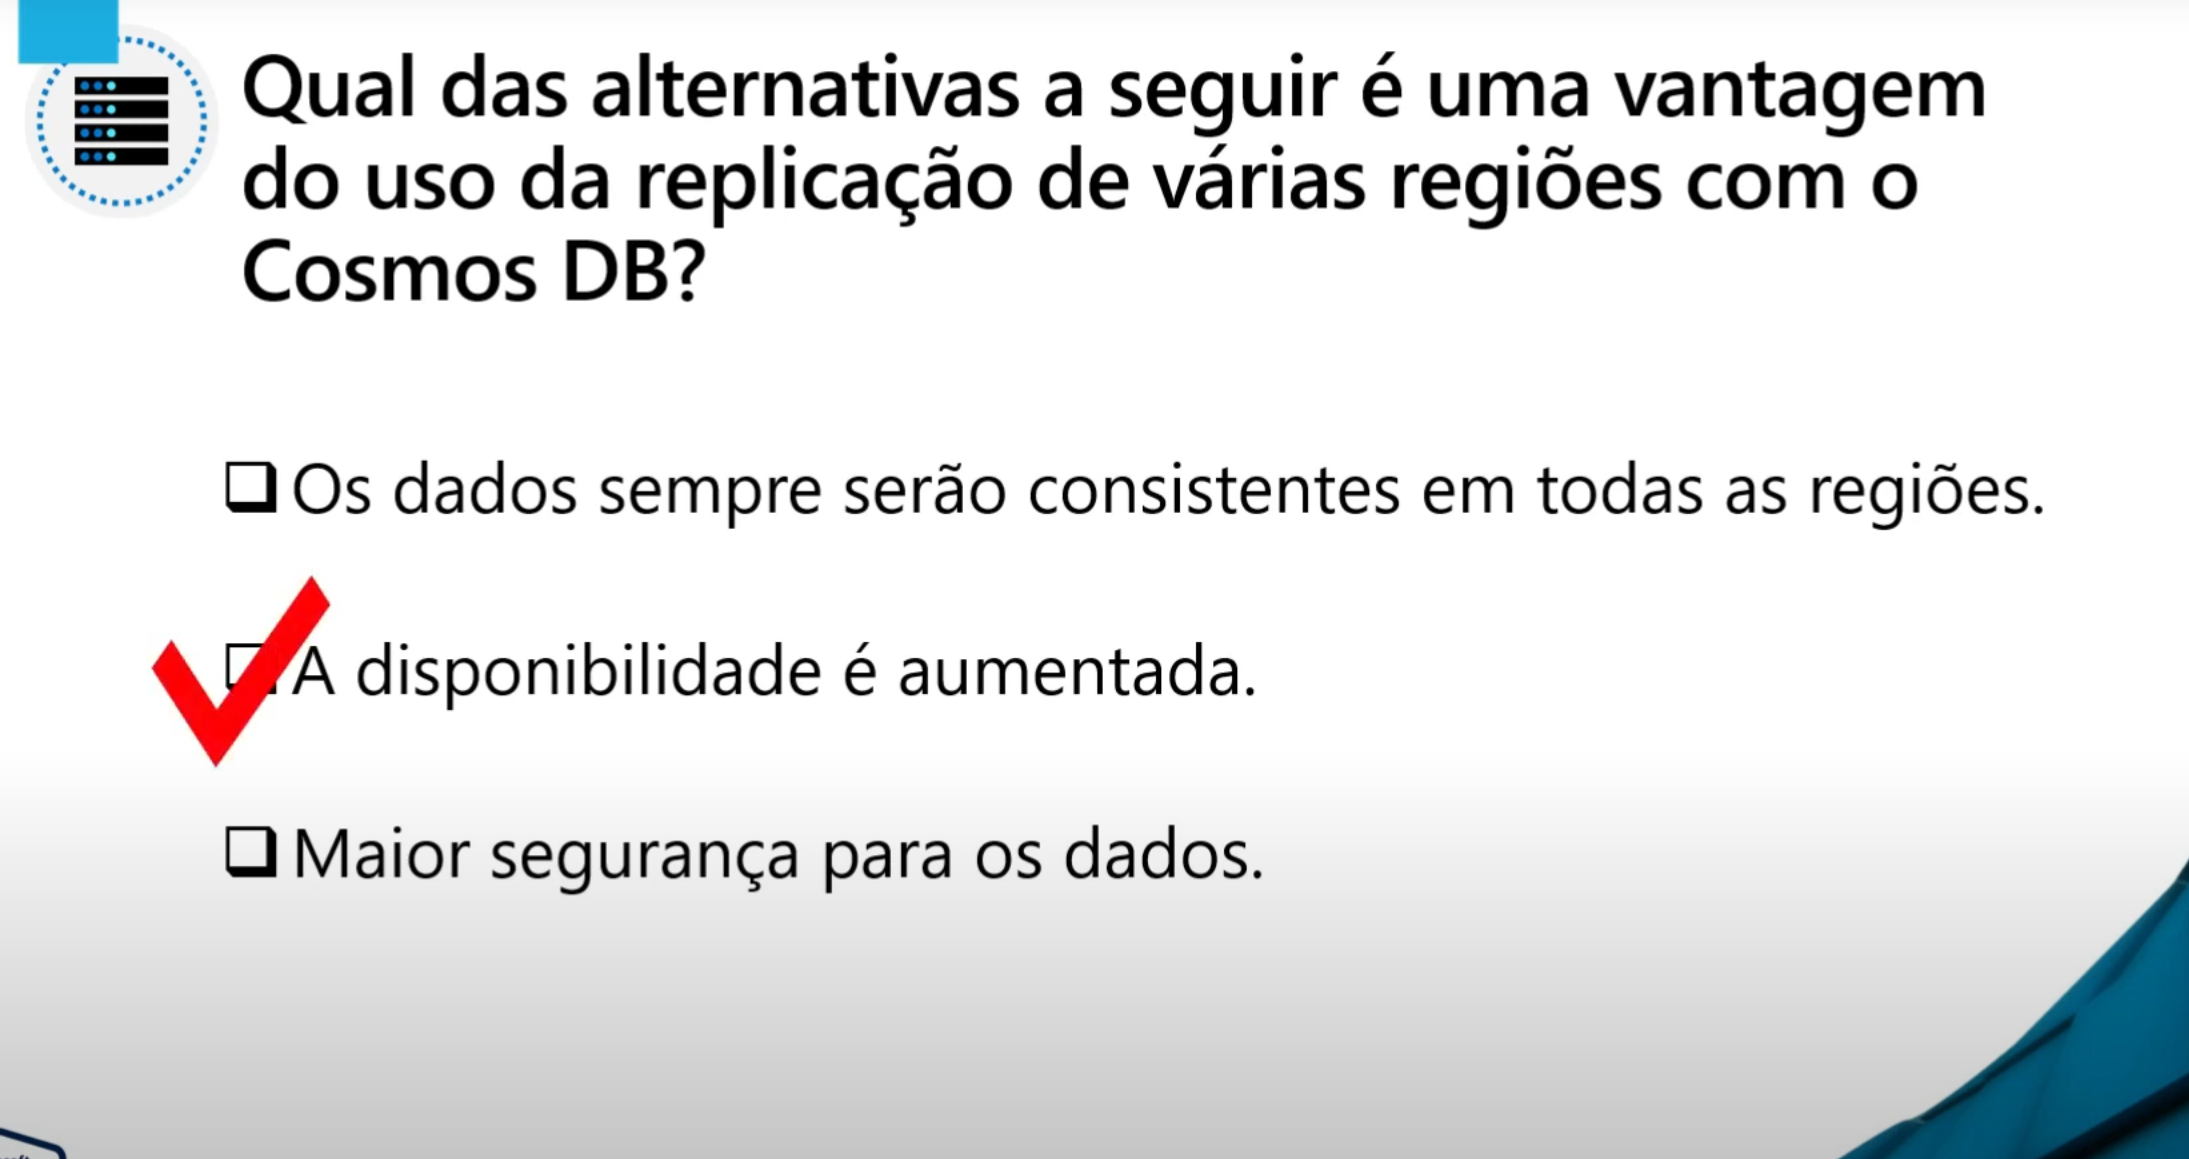 Qual das alternativas a seguir é uma vantagem
do uso da replicação de várias regiões com o
Cosmos DB?
Os dados sempre serão consistentes em todas as regiões.
A disponibilidade é aumentada.
Maior segurança para os dados.